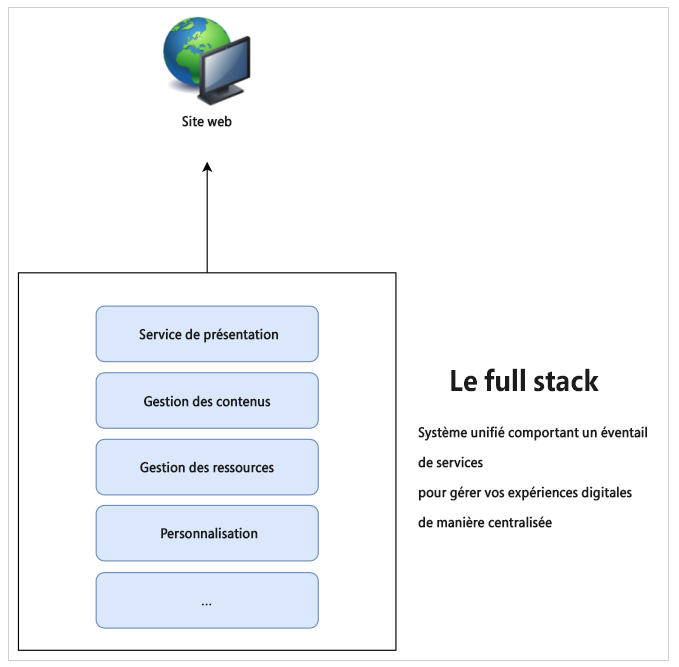 Site web
Service de présentation
Gestion des contenus
Gestion des ressources
Personnalisation
...
Le full stack
Système unifié comportant un éventail
de services
pour gérer vos expériences digitales
de manière centralisée